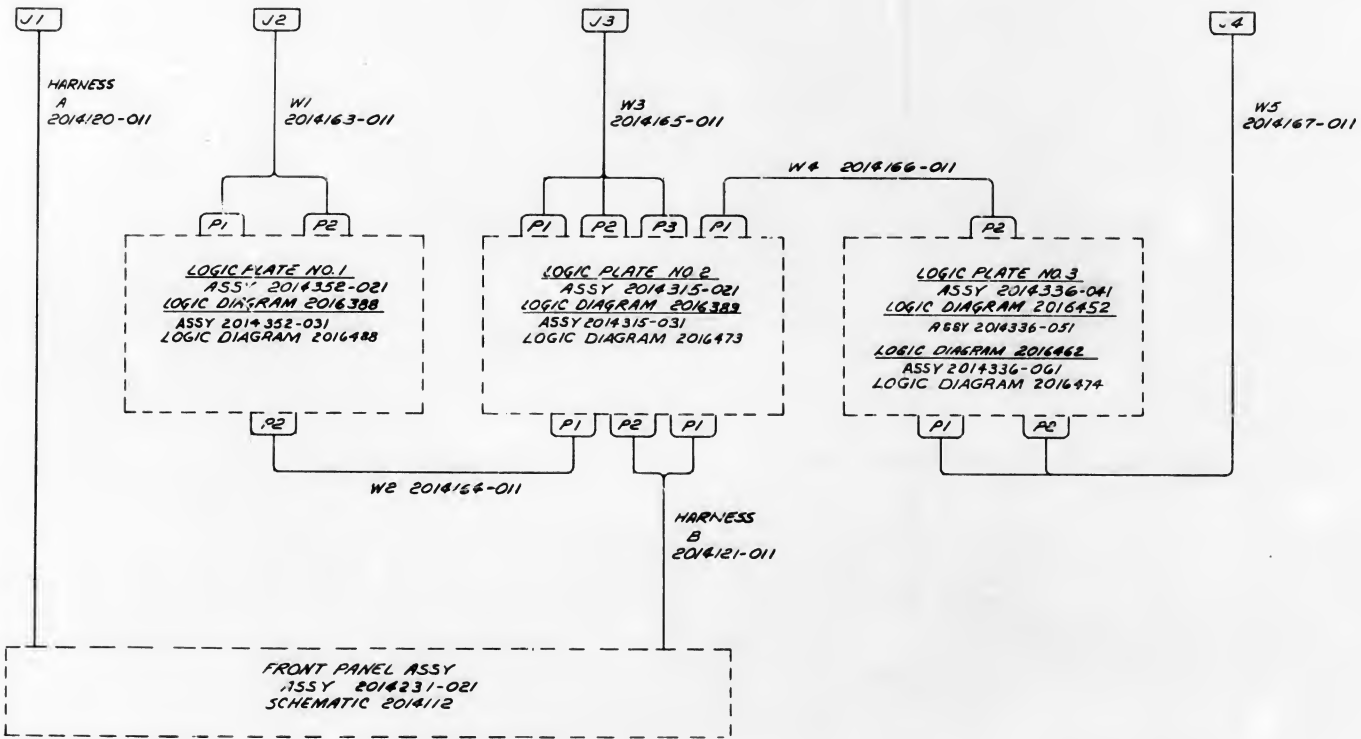 J1
J2
J3
J4
HARNESS
A
2014120-011
W1
2014163-011
W3
2014165-011
W5
2014167-011
W4 2014166-011
P1
P2
P1
P2
P3
P1
P2
LOGIC PLATE NO. 1
ASSY 2014352-021
LOGIC DIAGRAM 2016388
ASSY 2014352-031
LOGIC DIAGRAM 2016488
LOGIC PLATE NO 2
ASSY 2014315-021
LOGIC DIAGRAM 2016389
ASSY 2014315-031
LOGIC DIAGRAM 2016473
LOGIC PLATE NO. 3
ASSY 2014336-041
LOGIC DIAGRAM 2016452
ASSY 2014336-051
LOGIC DIAGRAM 2016462
ASSY 2014336-061
LOGIC DIAGRAM 2016474
P2
P1
P2
P1
P1
P2
W2 2014164-011
HARNESS
B
2014121-011
FRONT PANEL ASSY
ASSY 2014231-021
SCHEMATIC 2014112